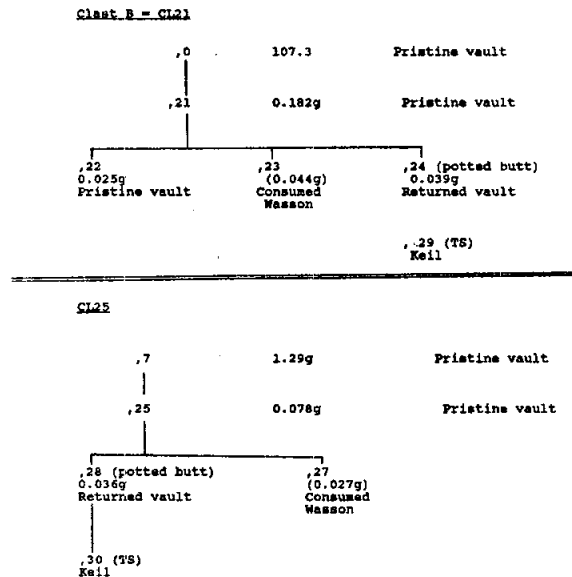 Clast B = CL21
,0 107.3 Pristine vault
,21 0.182g Pristine vault
,22 ,23 ,24 (potted butt)
0.025g (0.044g) 0.039g
Pristine vault Consumed Returned vault
Wasson
,29 (TS)
Keil
CL25
,7 1.29g Pristine vault
,25 0.078g Pristine vault
,28 (potted butt) ,27
0.036g (0.027g)
Returned vault Consumed
Wasson
,30 (TS)
Keil